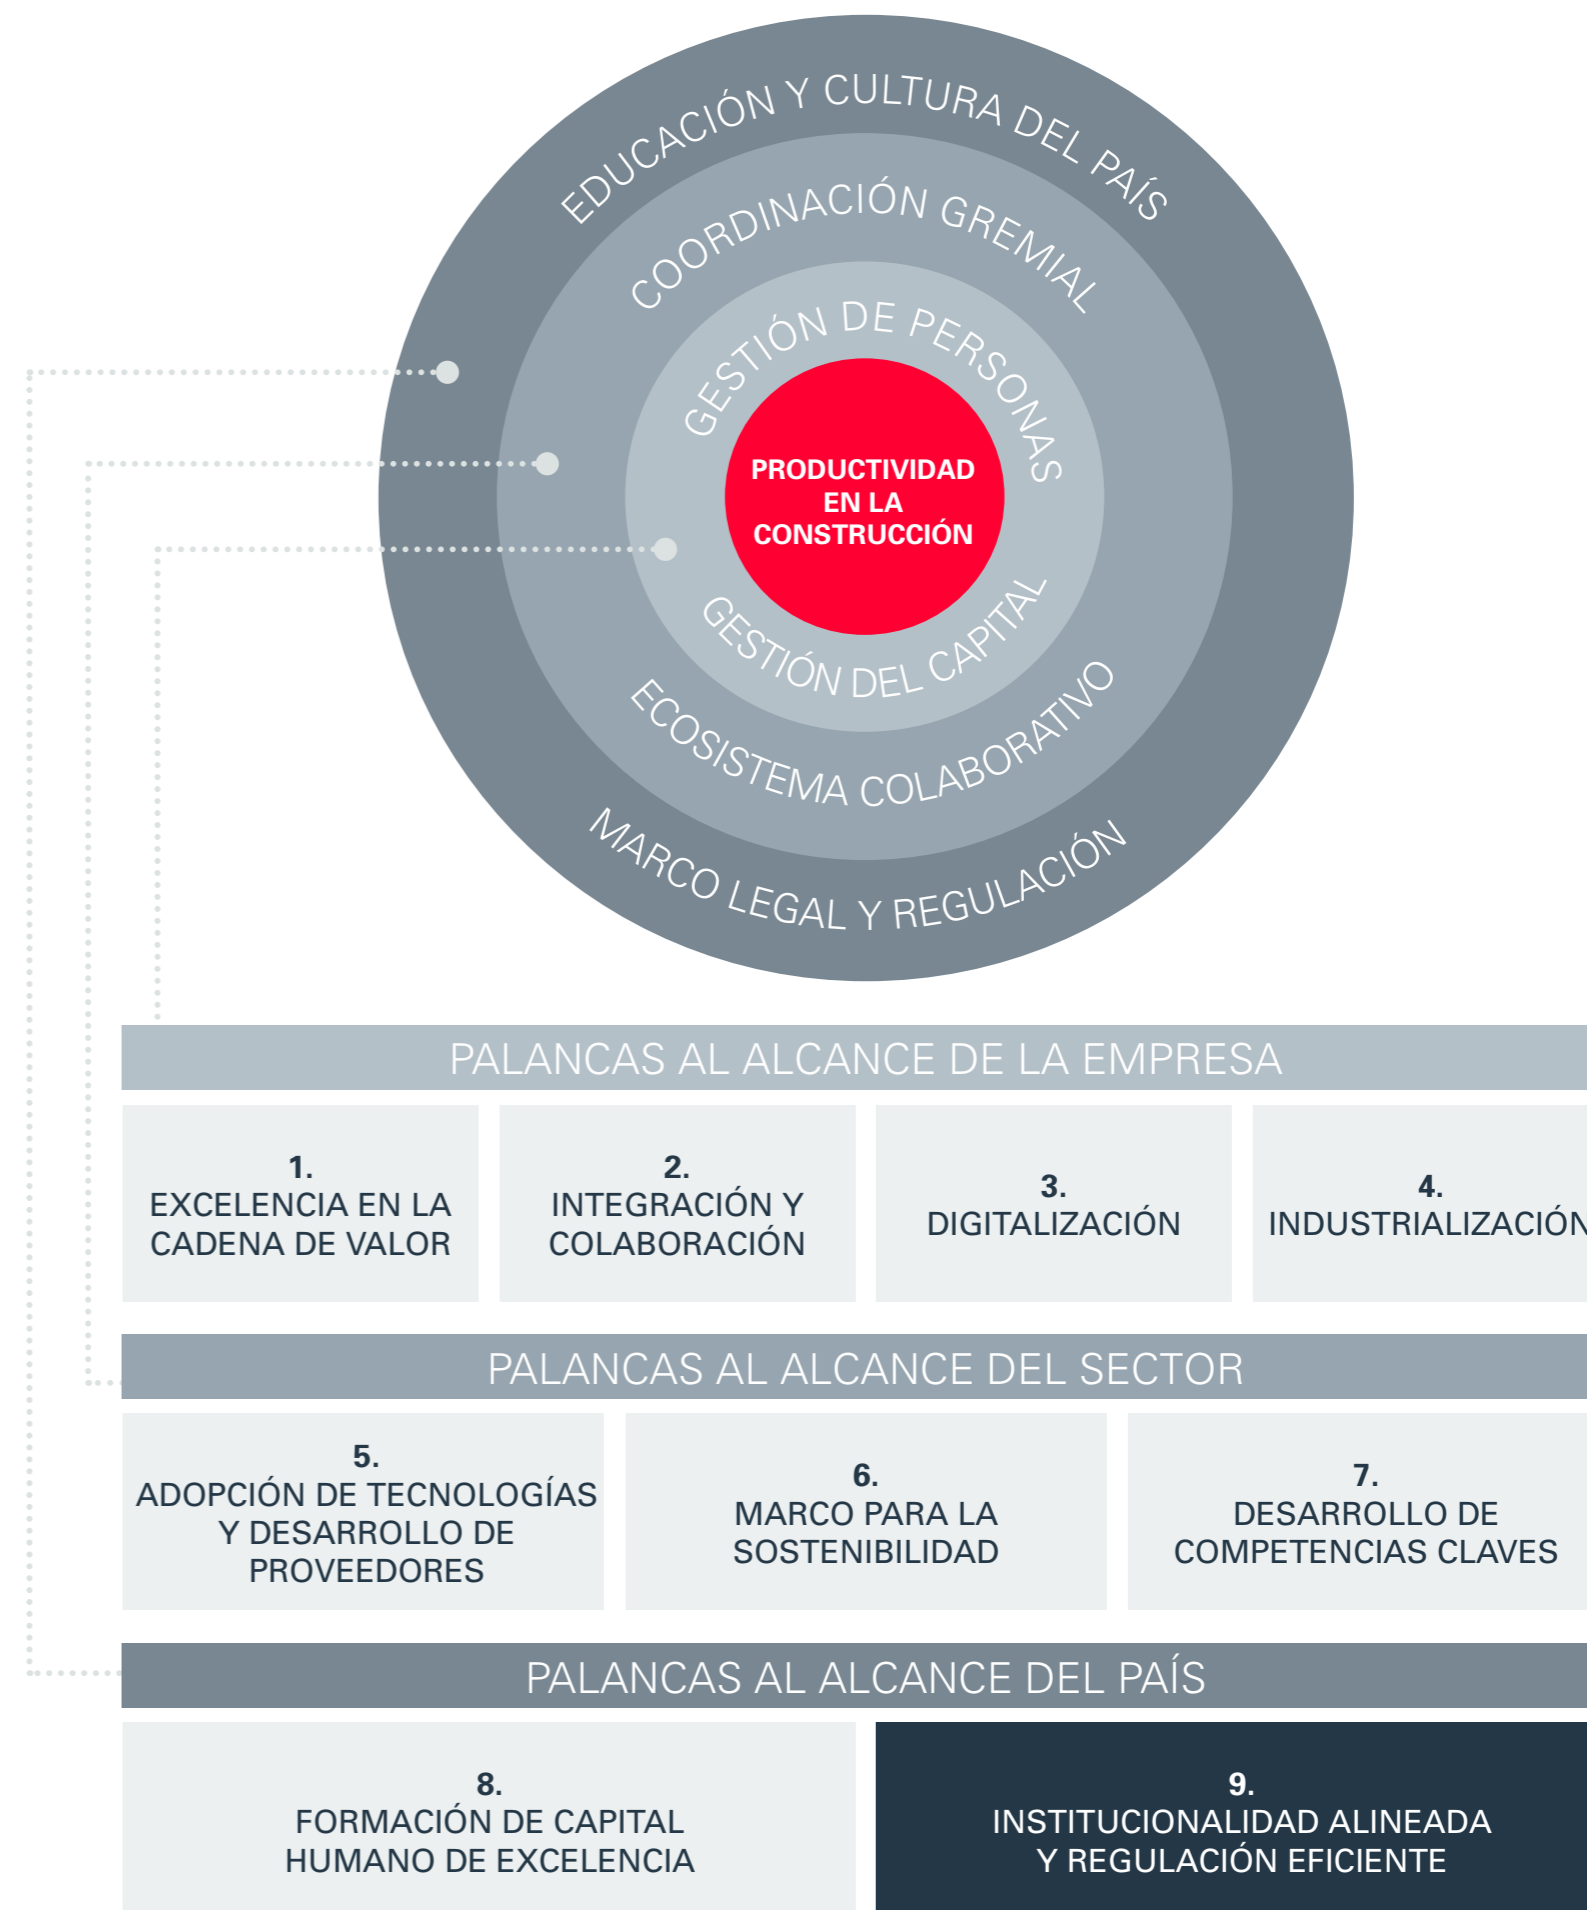 EDUCACIÓN Y CULTURA DEL PAÍS
COORDINACIÓN GREMIAL
GESTIÓN DE PERSONAS
PRODUCTIVIDAD
EN LA
CONSTRUCCIÓN
GESTIÓN DEL CAPITAL
ECOSISTEMA COLABORATIVO
MARCO LEGAL Y REGULACIÓN
PALANCAS AL ALCANCE DE LA EMPRESA
1.
EXCELENCIA EN LA
CADENA DE VALOR
2.
INTEGRACIÓN Y
COLABORACIÓN
3.
DIGITALIZACIÓN
4.
INDUSTRIALIZACIÓN
PALANCAS AL ALCANCE DEL SECTOR
5.
ADOPCIÓN DE TECNOLOGÍAS
Y DESARROLLO DE
PROVEEDORES
6.
MARCO PARA LA
SOSTENIBILIDAD
7.
DESARROLLO DE
COMPETENCIAS CLAVES
PALANCAS AL ALCANCE DEL PAÍS
8.
FORMACIÓN DE CAPITAL
HUMANO DE EXCELENCIA
9.
INSTITUCIONALIDAD ALINEADA
Y REGULACIÓN EFICIENTE